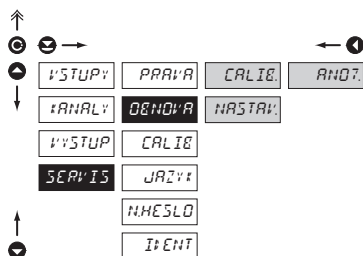 VSTUPY PRAVA CALIB. ANO?.
KANALY OBNOVA NASTAV.
VYSTUP CALIB
SERVIS JAZYK
N.HESLO
IDENT